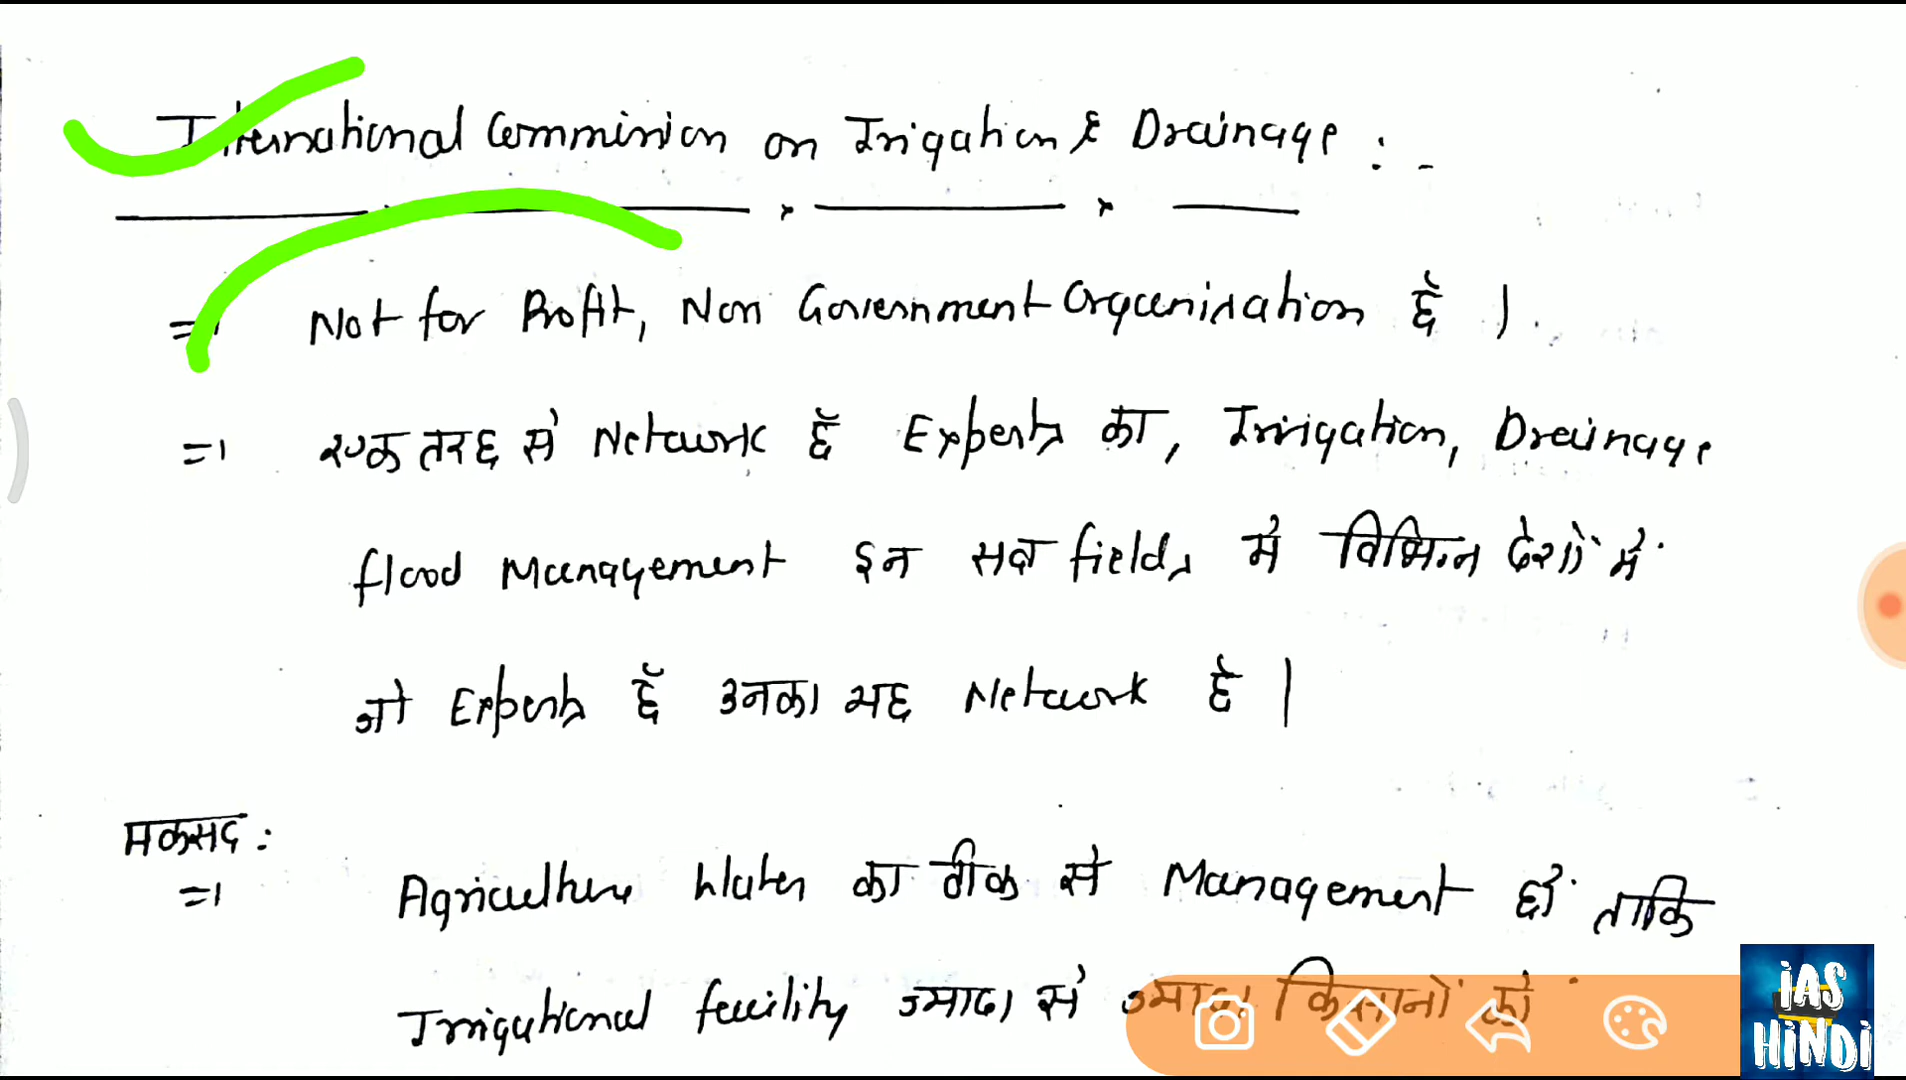 International Commission on Irrigation & Drainage :-
=> Not for Profit, Non Government Organisation है ।
=> एक तरह से Network है Experts का, Irrigation, Drainage
flood Management इन सब fields में विभिन्न देशों में
जो Experts हैं उनका यह Network है |
मकसद :
=> Agriculture Water का ठीक से Management हो ताकि
Irrigational facility ज्यादा से ज्यादा किसानों को
iAS
HiNDi